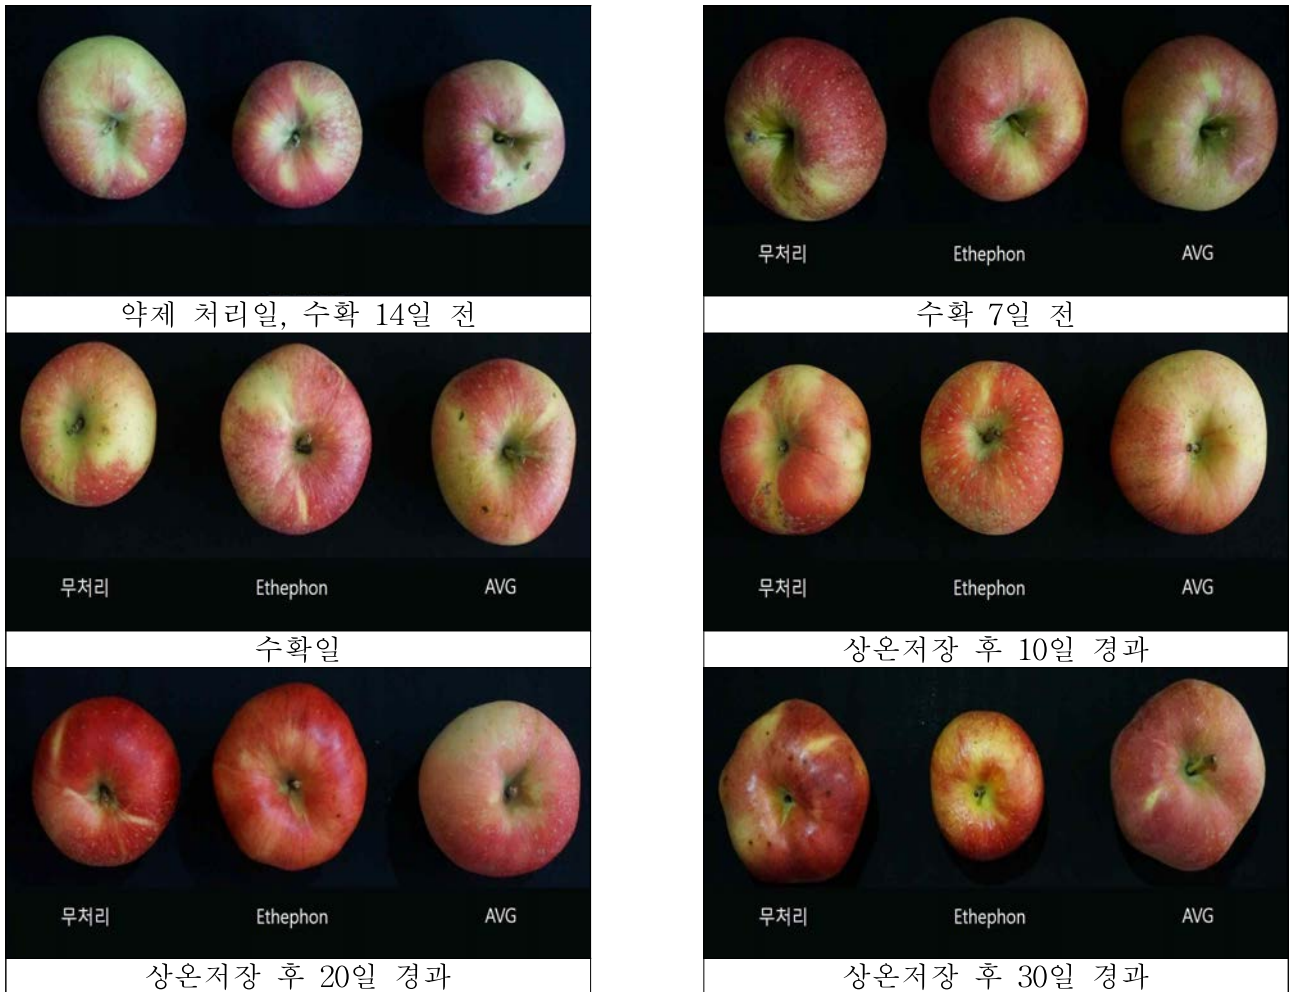 무처리 Ethephon AVG
약제 처리일, 수확 14일 전
수확 7일 전
무처리 Ethephon AVG
무처리 Ethephon AVG
수확일
상온저장 후 10일 경과
무처리 Ethephon AVG
무처리 Ethephon AVG
상온저장 후 20일 경과
상온저장 후 30일 경과